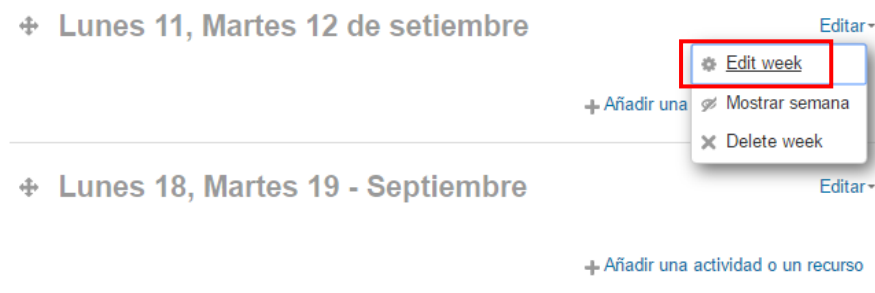 Lunes 11, Martes 12 de setiembre
Editar
Edit week
Añadir una
Mostrar semana
Delete week
Lunes 18, Martes 19 - Septiembre
Editar
Añadir una actividad o un recurso